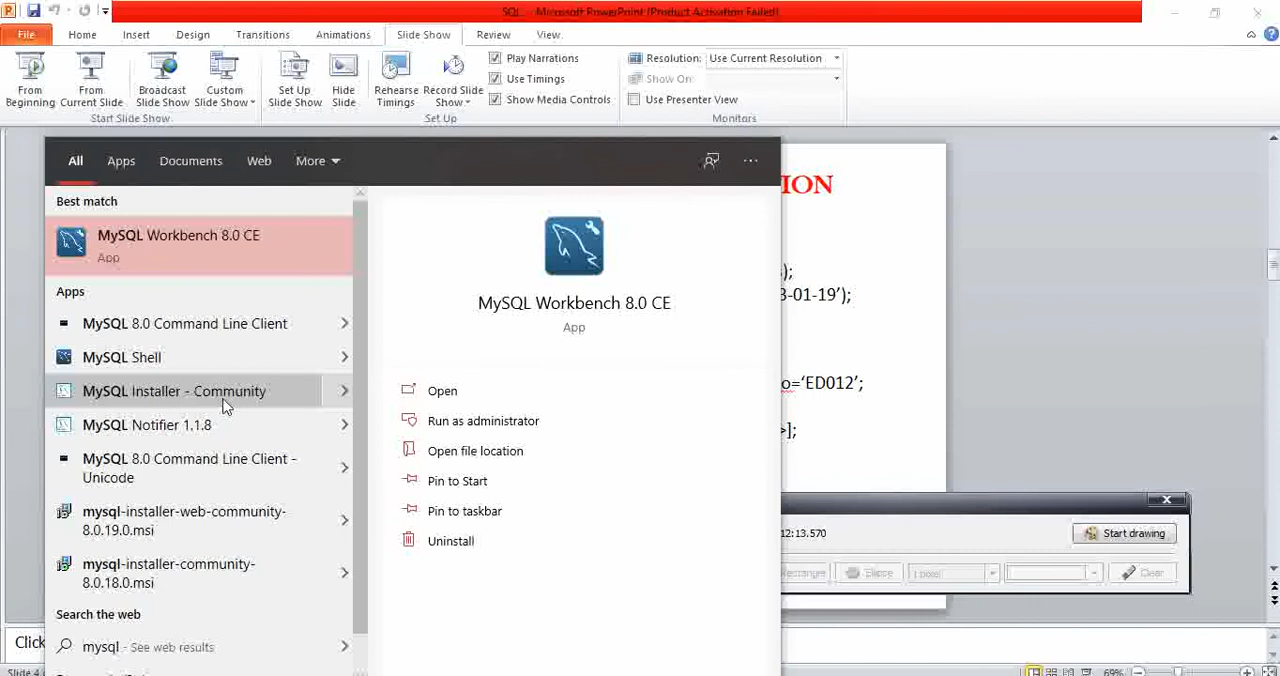 SQL - Microsoft PowerPoint (Product Activation Failed)
File Home Insert Design Transitions Animations Slide Show Review View
From Beginning
From Current Slide
Broadcast Slide Show
Custom Slide Show
Start Slide Show
Set Up Slide Show
Hide Slide
Rehearse Timings
Record Slide Show
Play Narrations
Use Timings
Show Media Controls
Set Up
Resolution: Use Current Resolution
Show On:
Use Presenter View
Monitors
All Apps Documents Web More
Best match
MySQL Workbench 8.0 CE
App
Apps
MySQL 8.0 Command Line Client
MySQL Shell
MySQL Installer - Community
MySQL Notifier 1.1.8
MySQL 8.0 Command Line Client -
Unicode
mysql-installer-web-community-
8.0.19.0.msi
mysql-installer-community-
8.0.18.0.msi
Search the web
mysql - See web results
MySQL Workbench 8.0 CE
App
Open
Run as administrator
Open file location
Pin to Start
Pin to taskbar
Uninstall
ION
);
3-01-19’);
o=‘ED012’;
>];
12:13.570
Start drawing
Rectangle Ellipse 1 pixel Clear
Click
Slide 4
69%